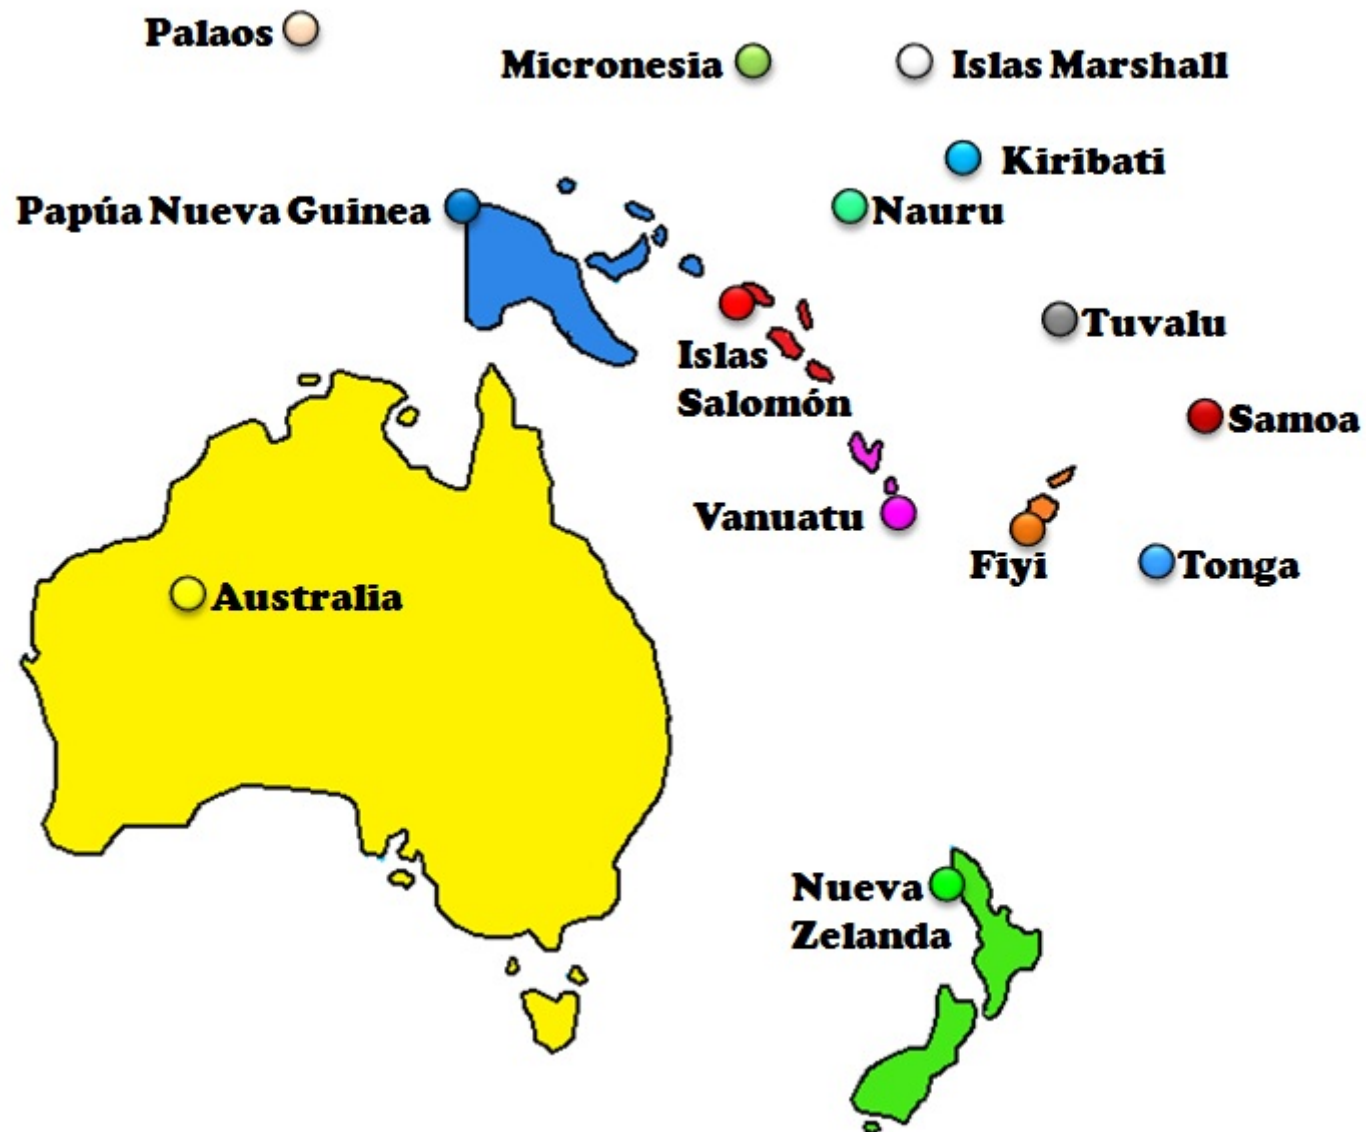 Palaos
Micronesia
Islas Marshall
Kiribati
Papúa Nueva Guinea
Nauru
Tuvalu
Islas
Salomón
Samoa
Vanuatu
Fiyi
Tonga
Australia
Nueva
Zelanda